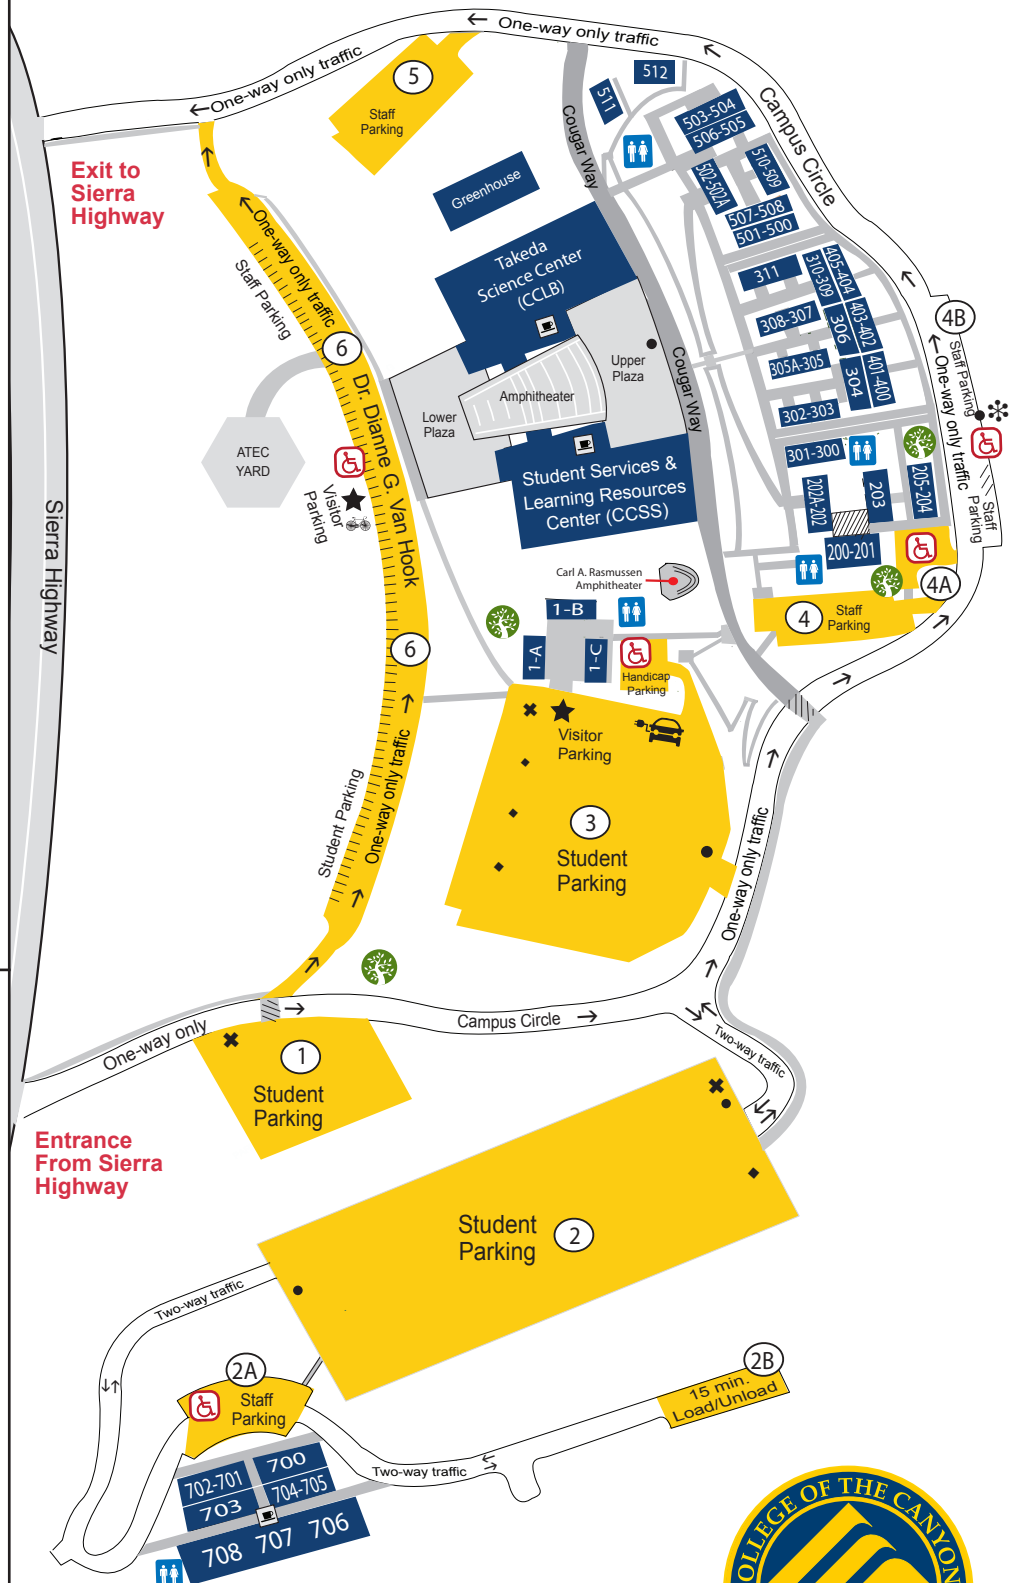 One-way only traffic
One-way only traffic
5
Staff
Parking
512
511
Cougar Way
503-504
506-505
Campus Circle
502-502A
510-509
507-508
501-500
Exit to
Sierra
Highway
Greenhouse
One-way only traffic
Staff Parking
Takeda
Science Center
(CCLB)
311
310-309
405-404
308-307
306
403-402
4B
Staff Parking
One-way only traffic
6
Dr. Dianne G. Van Hook
Upper
Plaza
Cougar Way
305A-305
304
401-400
Amphitheater
Lower
Plaza
302-303
ATEC
YARD
301-300
Student Services &
Learning Resources
Center (CCSS)
Visitor
Parking
202A-202
203
205-204
Staff
Parking
200-201
Sierra Highway
Carl A. Rasmussen
Amphitheater
4A
1-B
4
Staff
Parking
6
1-A
1-C
Handicap
Parking
Visitor
Parking
Student Parking
One-way only traffic
3
Student
Parking
One-way only traffic
One-way only
Campus Circle
Two-way traffic
1
Student
Parking
Entrance
From Sierra
Highway
Student
Parking
2
Two-way traffic
2A
Staff
Parking
2B
15 min.
Load/Unload
Two-way traffic
702-701
700
703
704-705
708 707 706
OLLEGE OF THE CANYON